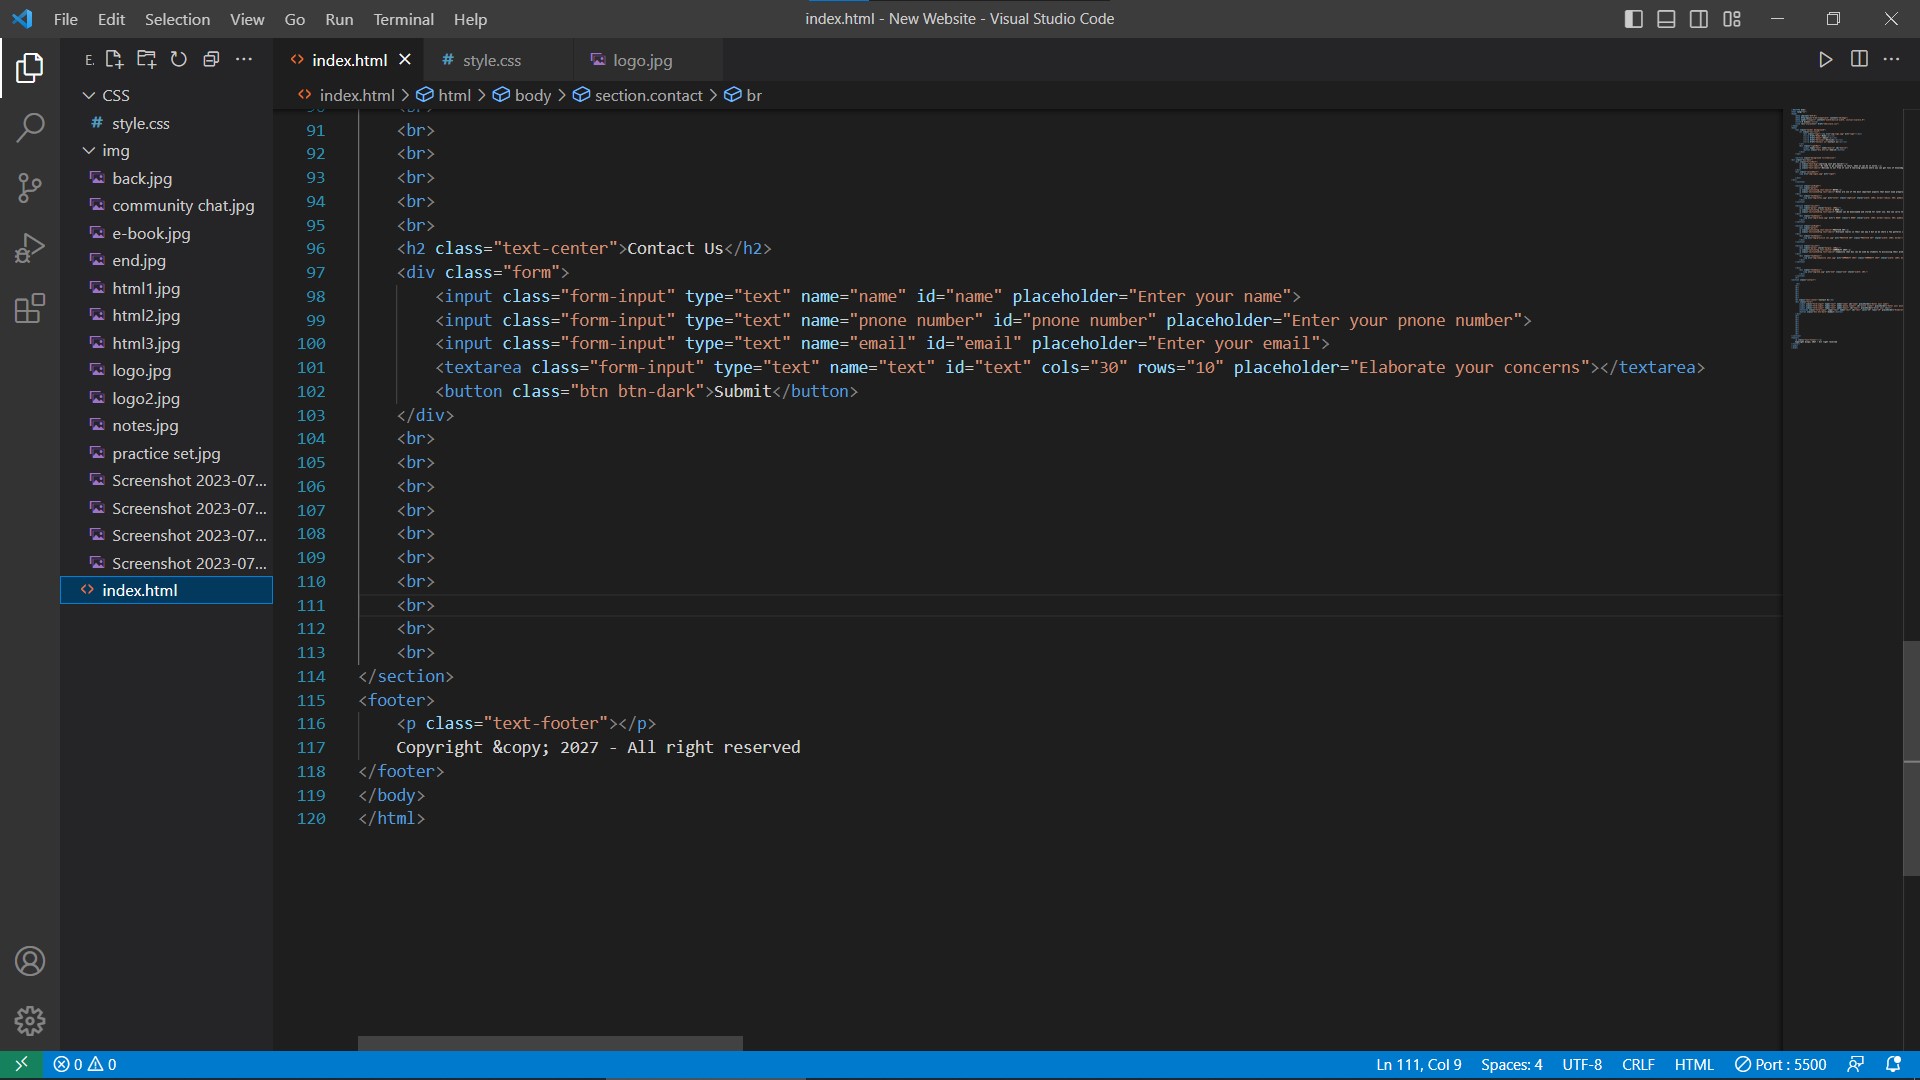 File Edit Selection View Go Run Terminal Help
index.html - New Website - Visual Studio Code
E.
index.html
# style.css
logo.jpg
index.html > html > body > section.contact > br
CSS
# style.css
img
back.jpg
community chat.jpg
e-book.jpg
end.jpg
html1.jpg
html2.jpg
html3.jpg
logo.jpg
logo2.jpg
notes.jpg
practice set.jpg
Screenshot 2023-07...
Screenshot 2023-07...
Screenshot 2023-07...
Screenshot 2023-07...
index.html
91 <br>
92 <br>
93 <br>
94 <br>
95 <br>
96 <h2 class="text-center">Contact Us</h2>
97 <div class="form">
98 <input class="form-input" type="text" name="name" id="name" placeholder="Enter your name">
99 <input class="form-input" type="text" name="pnone number" id="pnone number" placeholder="Enter your pnone number">
100 <input class="form-input" type="text" name="email" id="email" placeholder="Enter your email">
101 <textarea class="form-input" type="text" name="text" id="text" cols="30" rows="10" placeholder="Elaborate your concerns"></textarea>
102 <button class="btn btn-dark">Submit</button>
103 </div>
104 <br>
105 <br>
106 <br>
107 <br>
108 <br>
109 <br>
110 <br>
111 <br>
112 <br>
113 <br>
114 </section>
115 <footer>
116 <p class="text-footer"></p>
117 Copyright &copy; 2027 - All right reserved
118 </footer>
119 </body>
120 </html>
0 0
Ln 111, Col 9 Spaces: 4 UTF-8 CRLF HTML Port : 5500